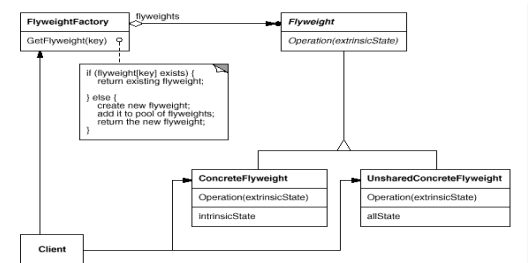 FlyweightFactory
GetFlyweight(key)
flyweights
Flyweight
Operation(extrinsicState)
if (flyweight[key] exists) {
return existing flyweight;
} else {
create new flyweight;
add it to pool of flyweights;
return the new flyweight;
}
ConcreteFlyweight
Operation(extrinsicState)
intrinsicState
UnsharedConcreteFlyweight
Operation(extrinsicState)
allState
Client